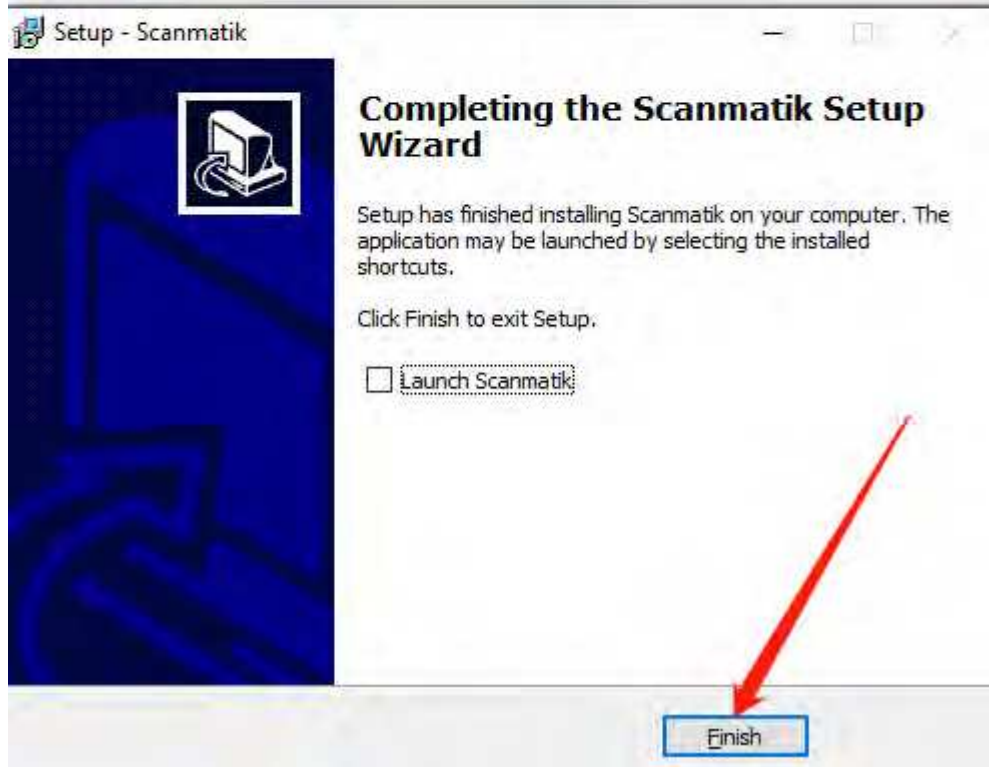 Setup - Scanmatik
Completing the Scanmatik Setup
Wizard
Setup has finished installing Scanmatik on your computer. The
application may be launched by selecting the installed
shortcuts.
Click Finish to exit Setup.
Launch Scanmatik
Finish